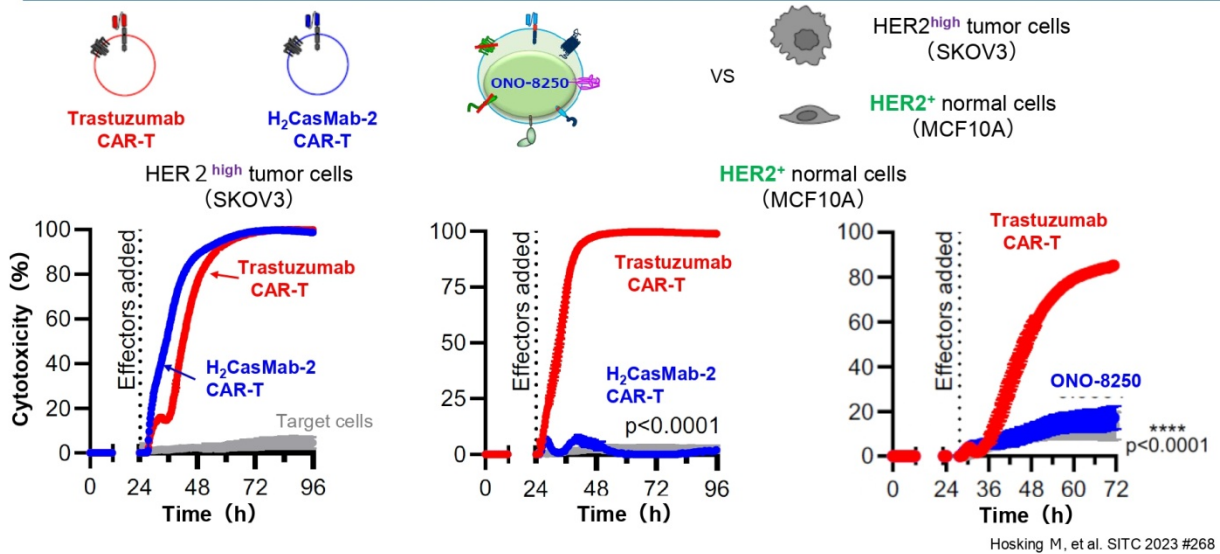 Trastuzumab
CAR-T
H₂CasMab-2
CAR-T
ONO-8250
VS
HER2ʰⁱᵍʰ tumor cells
（SKOV3）
HER2⁺ normal cells
（MCF10A）
HER２ʰⁱᵍʰ tumor cells
（SKOV3）
HER2⁺ normal cells
（MCF10A）
Cytotoxicity （%）
100
80
60
40
20
0
Effectors added
Trastuzumab
CAR-T
H₂CasMab-2
CAR-T
Target cells
0 24 48 72 96
Time（h）
100
75
50
25
0
Effectors added
Trastuzumab
CAR-T
H₂CasMab-2
CAR-T
p<0.0001
0 24 48 72 96
Time（h）
100
80
60
40
20
0
Effectors added
Trastuzumab
CAR-T
ONO-8250
****
p<0.0001
0 24 36 48 60 72
Time（h）
Hosking M, et al. SITC 2023 #268